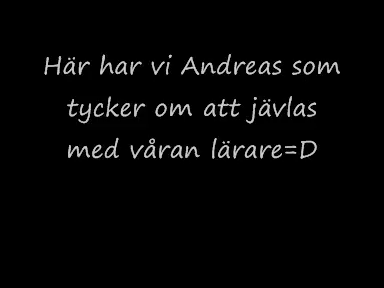 Här har vi Andreas som
tycker om att jävlas
med våran lärare=D